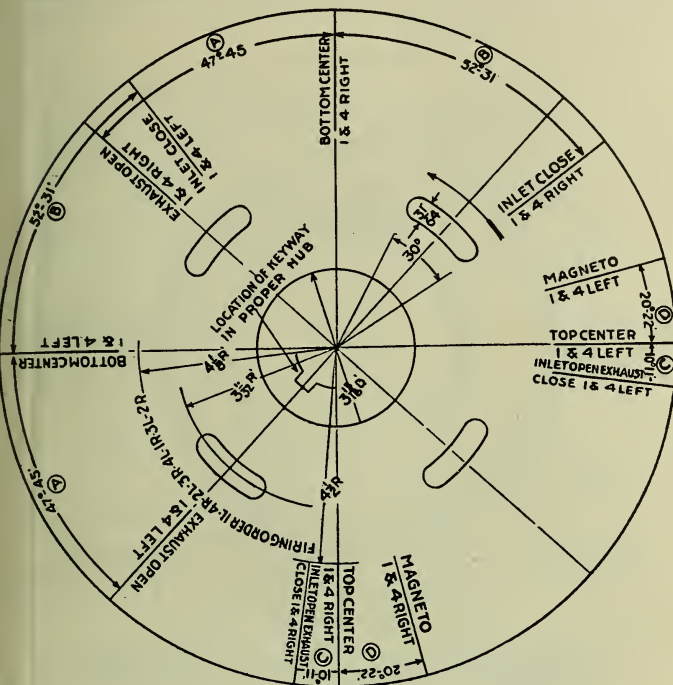 Ⓐ
47°45
BOTTOM CENTER
1 & 4 RIGHT
Ⓑ
52°-31'
INLET CLOSE
1 & 4 LEFT
EXHAUST OPEN
1 & 4 RIGHT
INLET CLOSE
1 & 4 RIGHT
52°-31'
Ⓑ
30°
LOCATION OF KEYWAY
IN PROPER HUB
MAGNETO
1 & 4 LEFT
20°-22'
Ⓓ
BOTTOM CENTER
1 & 4 LEFT
TOP CENTER
1 & 4 LEFT
INLET OPEN EXHAUST
CLOSE 1 & 4 LEFT
10°-11'
Ⓒ
47°-45'
Ⓐ
EXHAUST OPEN
1 & 4 LEFT
FIRING ORDER 1L-4R-2L-3R-4L-1R-3L-2R
INLET OPEN EXHAUST
CLOSE 1 & 4 RIGHT
10°-11'
Ⓒ
TOP CENTER
1 & 4 RIGHT
Ⓓ
20°-22'
MAGNETO
1 & 4 RIGHT